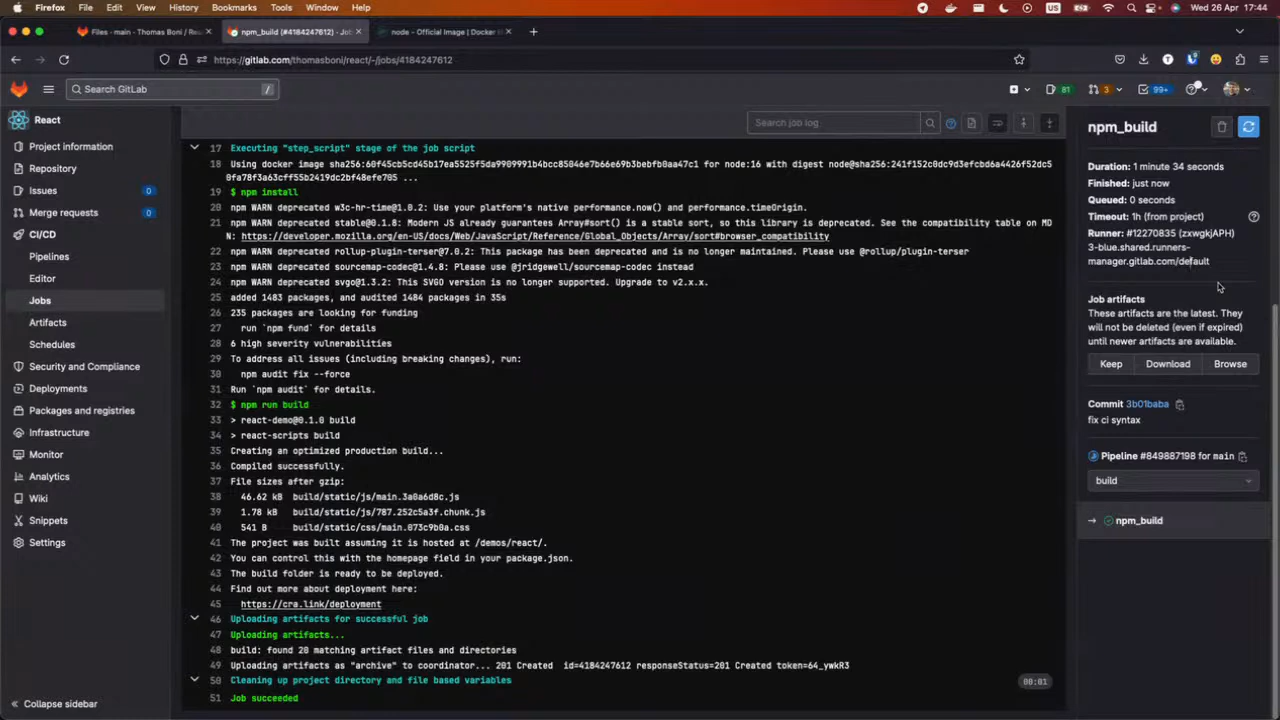 Firefox File Edit View History Bookmarks Tools Window Help
US
Wed 26 Apr 17:44
Files · main · Thomas Boni / Re
npm_build (#4184247612) · Jo
node - Official Image | Docker
https://gitlab.com/thomasboni/react/-/jobs/4184247612
Search GitLab /
81 3 99+
React
Project information
Repository
Issues 0
Merge requests 0
CI/CD
Pipelines
Editor
Jobs
Artifacts
Schedules
Security and Compliance
Deployments
Packages and registries
Infrastructure
Monitor
Analytics
Wiki
Snippets
Settings
Collapse sidebar
Search job log
17 Executing "step_script" stage of the job script
18 Using docker image
for node:16 with digest
...
19 $ npm install
20 npm WARN deprecated w3c-hr-time@1.0.2: Use your platform's native performance.now() and performance.timeOrigin.
21 npm WARN deprecated stable@0.1.8: Modern JS already guarantees Array#sort() is a stable sort, so this library is deprecated. See the compatibility table on MD
N: https://developer.mozilla.org/en-US/docs/Web/JavaScript/Reference/Global_Objects/Array/sort#browser_compatibility
22 npm WARN deprecated rollup-plugin-terser@7.0.2: This package has been deprecated and is no longer maintained. Please use @rollup/plugin-terser
23 npm WARN deprecated sourcemap-codec@1.4.8: Please use @jridgewell/sourcemap-codec instead
24 npm WARN deprecated svgo@1.3.2: This SVGO version is no longer supported. Upgrade to v2.x.x.
25 added 1483 packages, and audited 1484 packages in 35s
26 235 packages are looking for funding
27 run `npm fund` for details
28 6 high severity vulnerabilities
29 To address all issues (including breaking changes), run:
30 npm audit fix --force
31 Run `npm audit` for details.
32 $ npm run build
33 > react-demo@0.1.0 build
34 > react-scripts build
35 Creating an optimized production build...
36 Compiled successfully.
37 File sizes after gzip:
38 46.62 kB build/static/js/main.3a0a6d8c.js
39 1.78 kB build/static/js/787.252c5a3f.chunk.js
40 541 B build/static/css/main.073c9b0a.css
41 The project was built assuming it is hosted at /demos/react/.
42 You can control this with the homepage field in your package.json.
43 The build folder is ready to be deployed.
44 Find out more about deployment here:
45 https://cra.link/deployment
46 Uploading artifacts for successful job
47 Uploading artifacts...
48 build: found 20 matching artifact files and directories
49 Uploading artifacts as "archive" to coordinator... 201 Created id=4184247612 responseStatus=201 Created token=64_ywkR3
50 Cleaning up project directory and file based variables 00:01
51 Job succeeded
npm_build
Duration: 1 minute 34 seconds
Finished: just now
Queued: 0 seconds
Timeout: 1h (from project)
Runner: #12270835 (zxwgkjAPH)
3-blue.shared.runners-
manager.gitlab.com/default
Job artifacts
These artifacts are the latest. They
will not be deleted (even if expired)
until newer artifacts are available.
Keep Download Browse
Commit 3b01baba
fix ci syntax
Pipeline #849887198 for main
build
→ npm_build